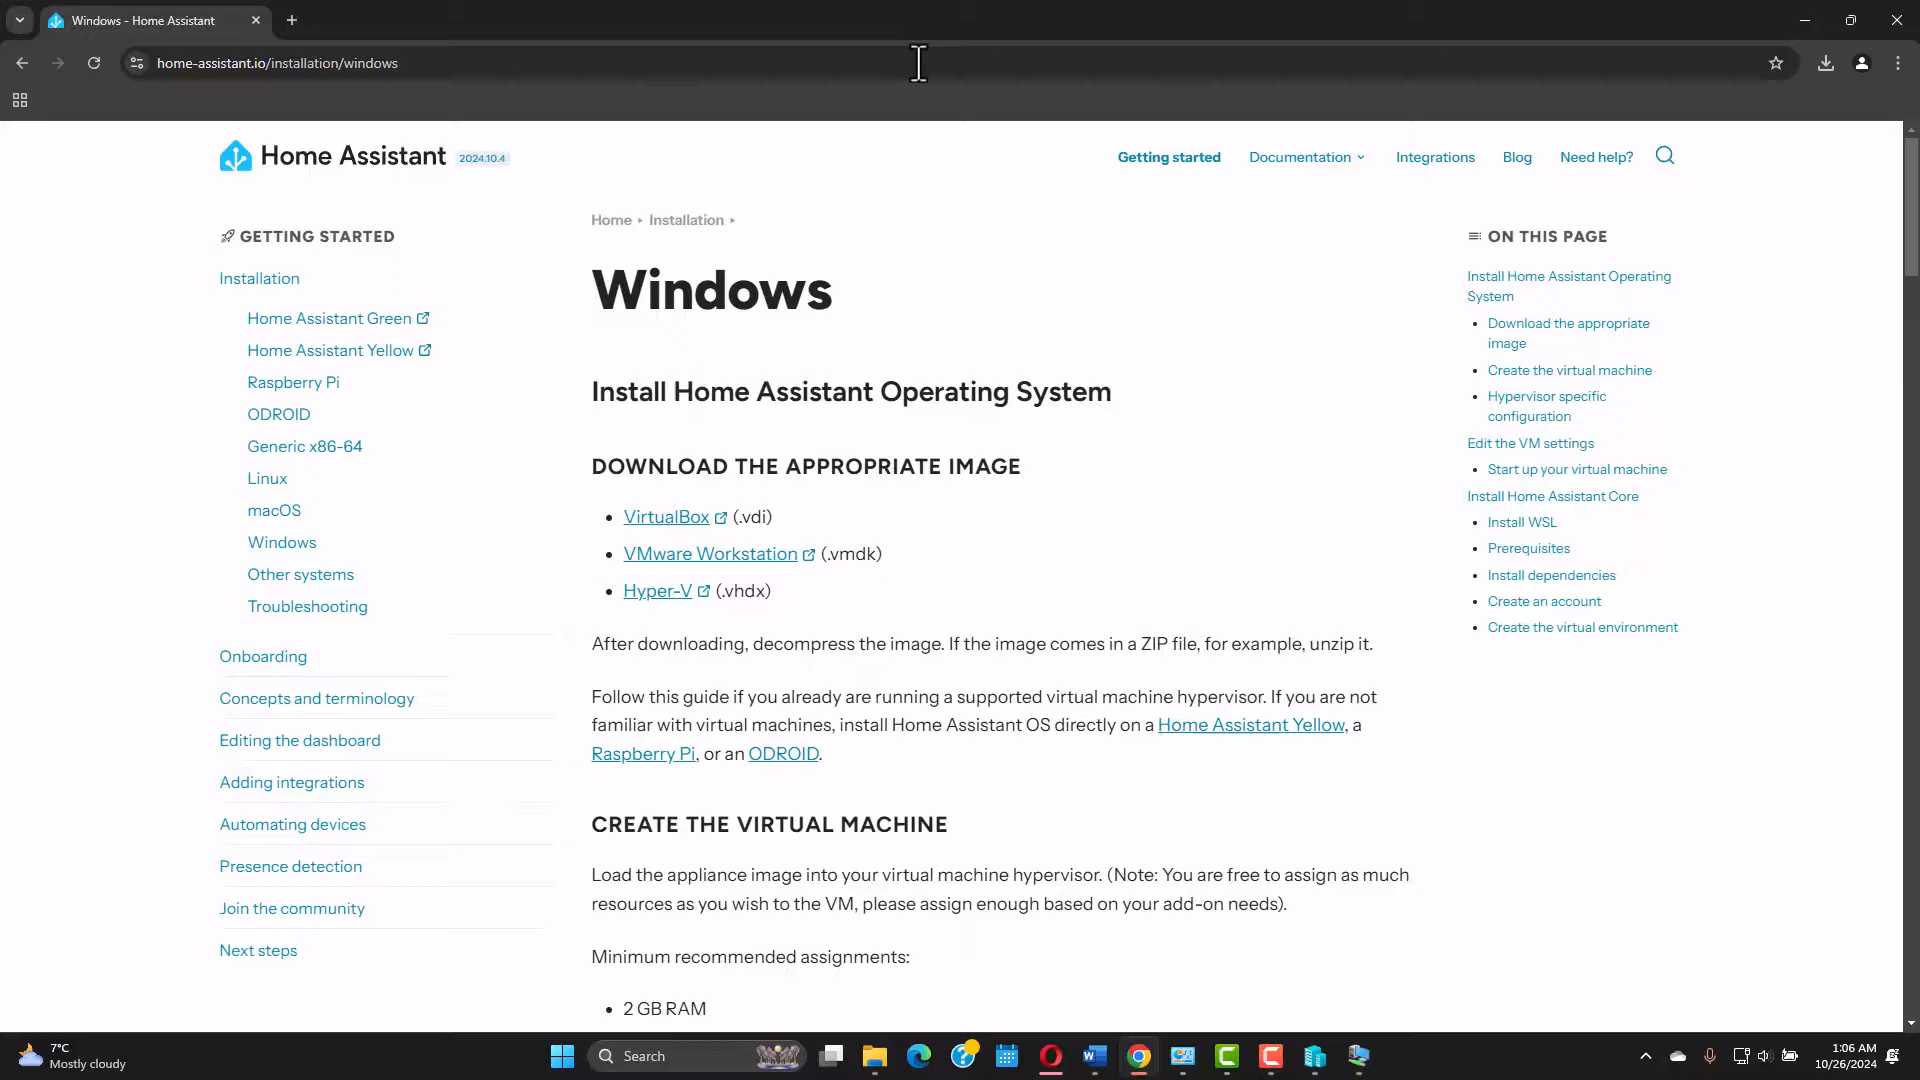 Windows - Home Assistant
home-assistant.io/installation/windows
Home Assistant 2024.10.4
Getting started
Documentation
Integrations
Blog
Need help?
GETTING STARTED
Installation
Home Assistant Green
Home Assistant Yellow
Raspberry Pi
ODROID
Generic x86-64
Linux
macOS
Windows
Other systems
Troubleshooting
Onboarding
Concepts and terminology
Editing the dashboard
Adding integrations
Automating devices
Presence detection
Join the community
Next steps
Home ‣ Installation ‣
Windows
Install Home Assistant Operating System
DOWNLOAD THE APPROPRIATE IMAGE
• VirtualBox (.vdi)
• VMware Workstation (.vmdk)
• Hyper-V (.vhdx)
After downloading, decompress the image. If the image comes in a ZIP file, for example, unzip it.
Follow this guide if you already are running a supported virtual machine hypervisor. If you are not
familiar with virtual machines, install Home Assistant OS directly on a Home Assistant Yellow, a
Raspberry Pi, or an ODROID.
CREATE THE VIRTUAL MACHINE
Load the appliance image into your virtual machine hypervisor. (Note: You are free to assign as much
resources as you wish to the VM, please assign enough based on your add-on needs).
Minimum recommended assignments:
• 2 GB RAM
ON THIS PAGE
Install Home Assistant Operating
System
• Download the appropriate
image
• Create the virtual machine
• Hypervisor specific
configuration
Edit the VM settings
• Start up your virtual machine
Install Home Assistant Core
• Install WSL
• Prerequisites
• Install dependencies
• Create an account
• Create the virtual environment
7°C
Mostly cloudy
Search
1:06 AM
10/26/2024